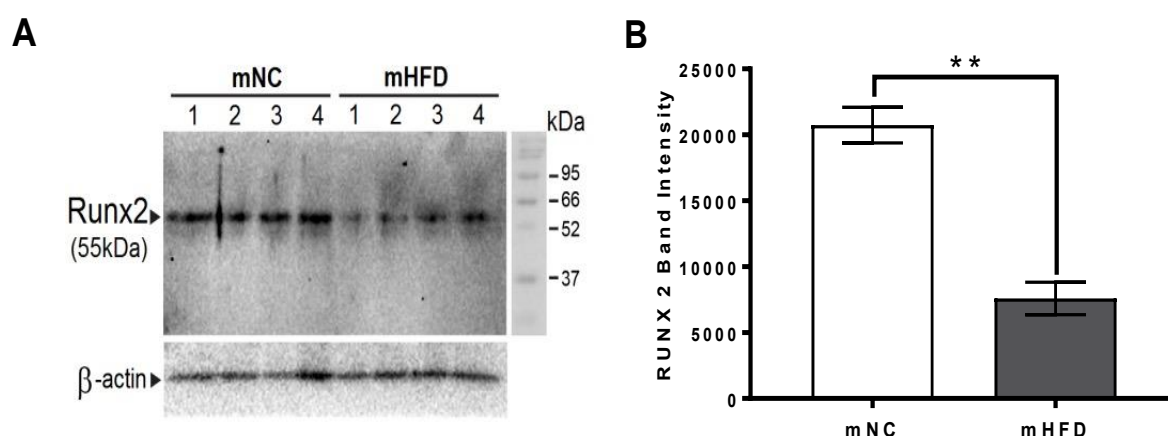 A
mNC mHFD
1 2 3 4 1 2 3 4 kDa
95
66
Runx2
52
(55kDa)
37
β-actin
B
**
RUNX 2 Band Intensity
25000
20000
15000
10000
5000
0
mNC mHFD